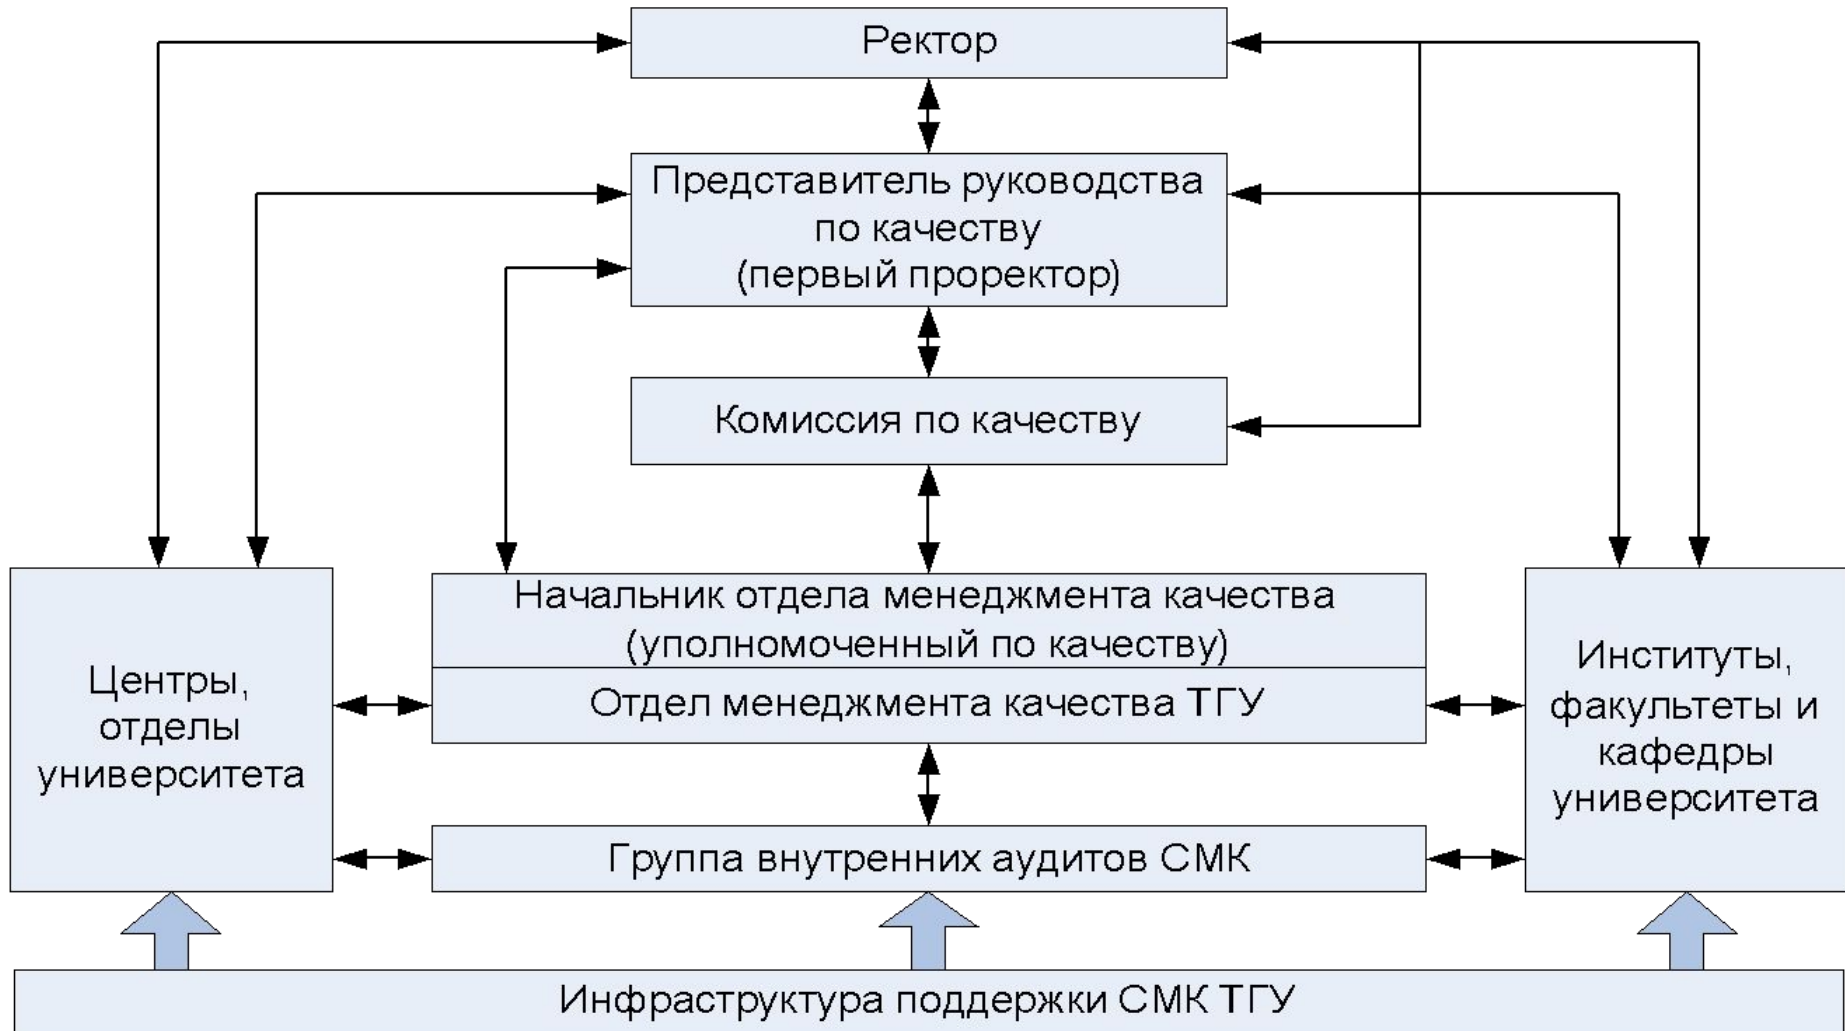 Ректор
Представитель руководства
по качеству
(первый проректор)
Комиссия по качеству
Начальник отдела менеджмента качества
(уполномоченный по качеству)
Отдел менеджмента качества ТГУ
Центры,
отделы
университета
Институты,
факультеты и
кафедры
университета
Группа внутренних аудитов СМК
Инфраструктура поддержки СМК ТГУ